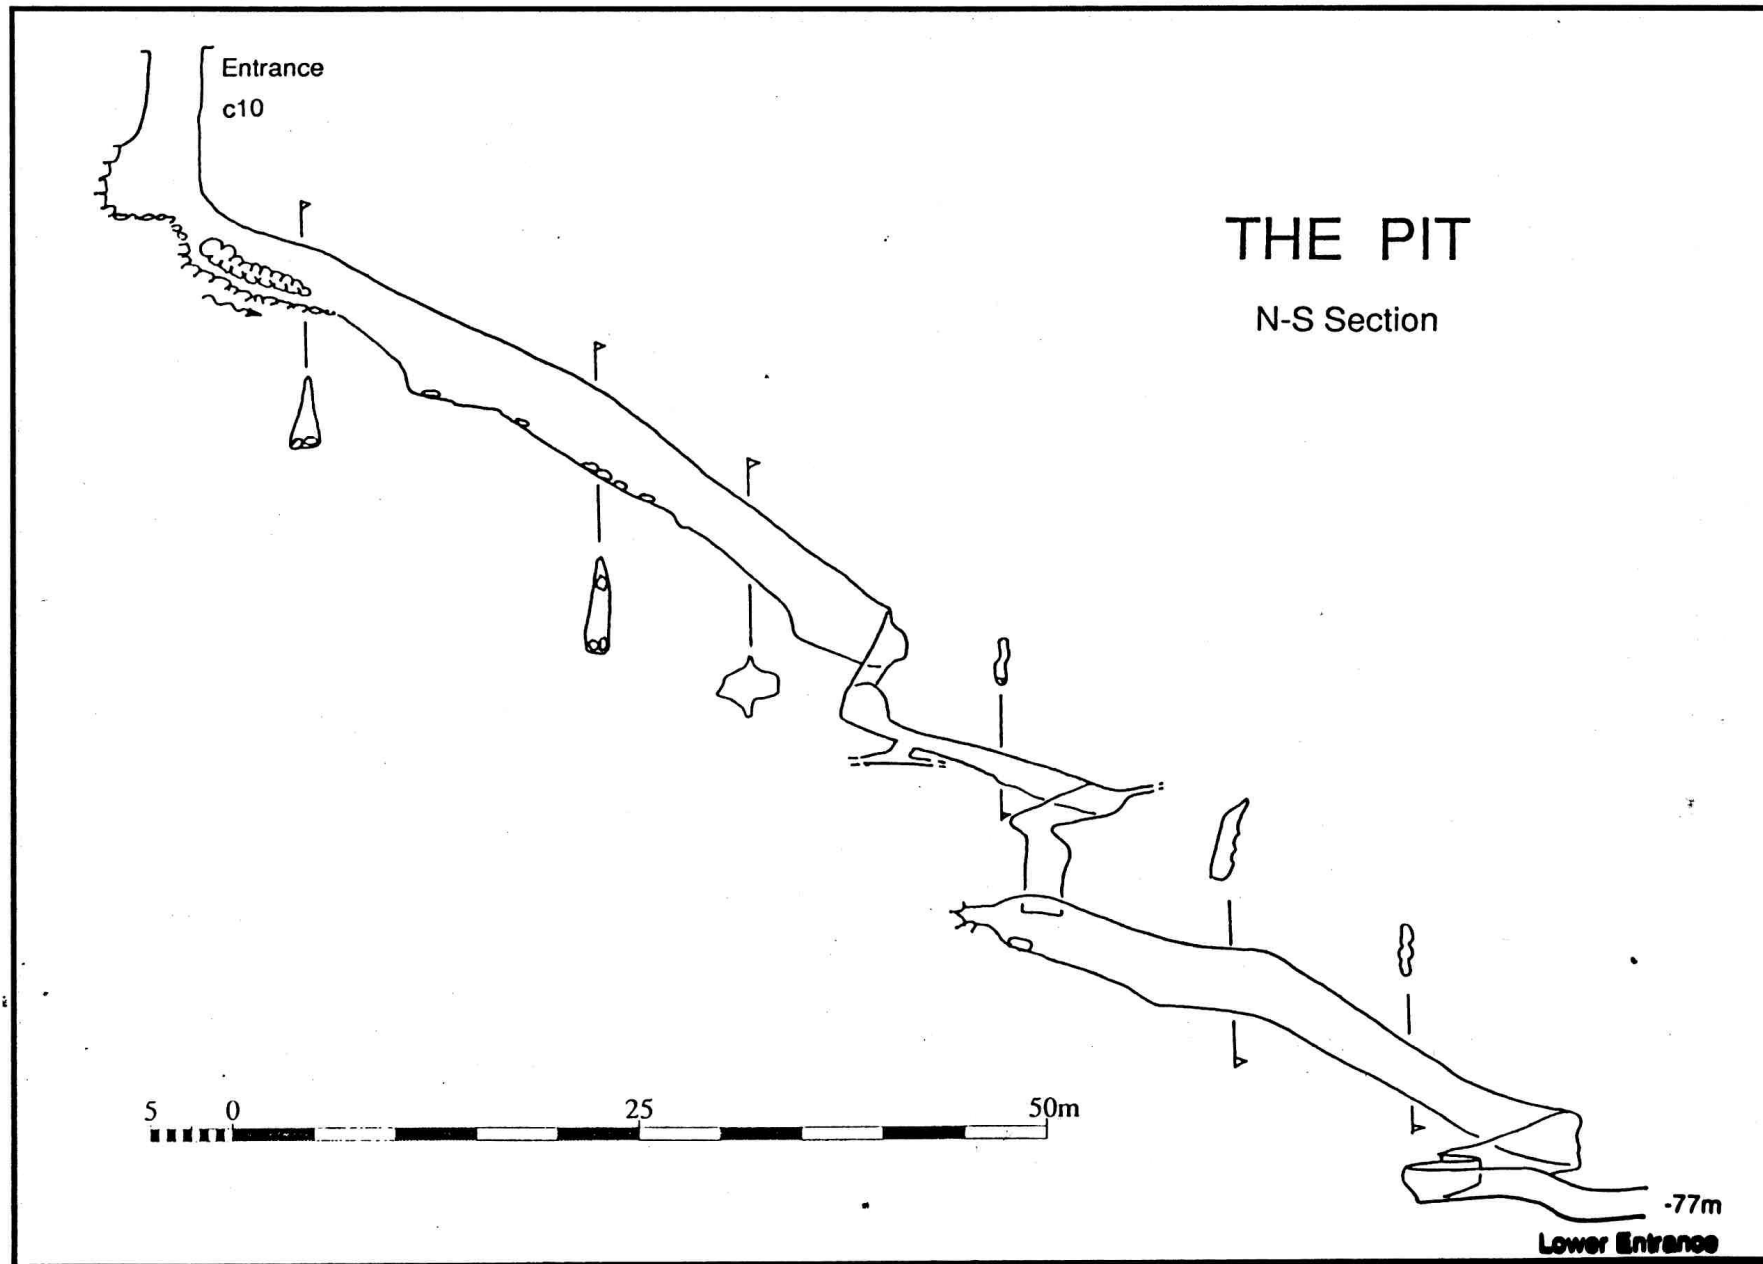 Entrance
c10
THE PIT
N-S Section
5 0 25 50m
-77m
Lower Entrance